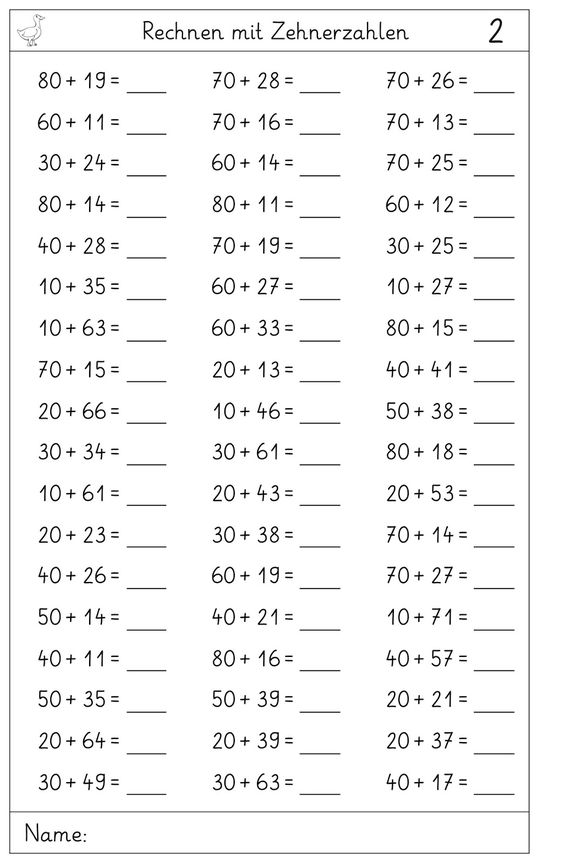 Rechnen mit Zehnerzahlen 2
80 + 19 = ____ 70 + 28 = ____ 70 + 26 = ____
60 + 11 = ____ 70 + 16 = ____ 70 + 13 = ____
30 + 24 = ____ 60 + 14 = ____ 70 + 25 = ____
80 + 14 = ____ 80 + 11 = ____ 60 + 12 = ____
40 + 28 = ____ 70 + 19 = ____ 30 + 25 = ____
10 + 35 = ____ 60 + 27 = ____ 10 + 27 = ____
10 + 63 = ____ 60 + 33 = ____ 80 + 15 = ____
70 + 15 = ____ 20 + 13 = ____ 40 + 41 = ____
20 + 66 = ____ 10 + 46 = ____ 50 + 38 = ____
30 + 34 = ____ 30 + 61 = ____ 80 + 18 = ____
10 + 61 = ____ 20 + 43 = ____ 20 + 53 = ____
20 + 23 = ____ 30 + 38 = ____ 70 + 14 = ____
40 + 26 = ____ 60 + 19 = ____ 70 + 27 = ____
50 + 14 = ____ 40 + 21 = ____ 10 + 71 = ____
40 + 11 = ____ 80 + 16 = ____ 40 + 57 = ____
50 + 35 = ____ 50 + 39 = ____ 20 + 21 = ____
20 + 64 = ____ 20 + 39 = ____ 20 + 37 = ____
30 + 49 = ____ 30 + 63 = ____ 40 + 17 = ____
Name: